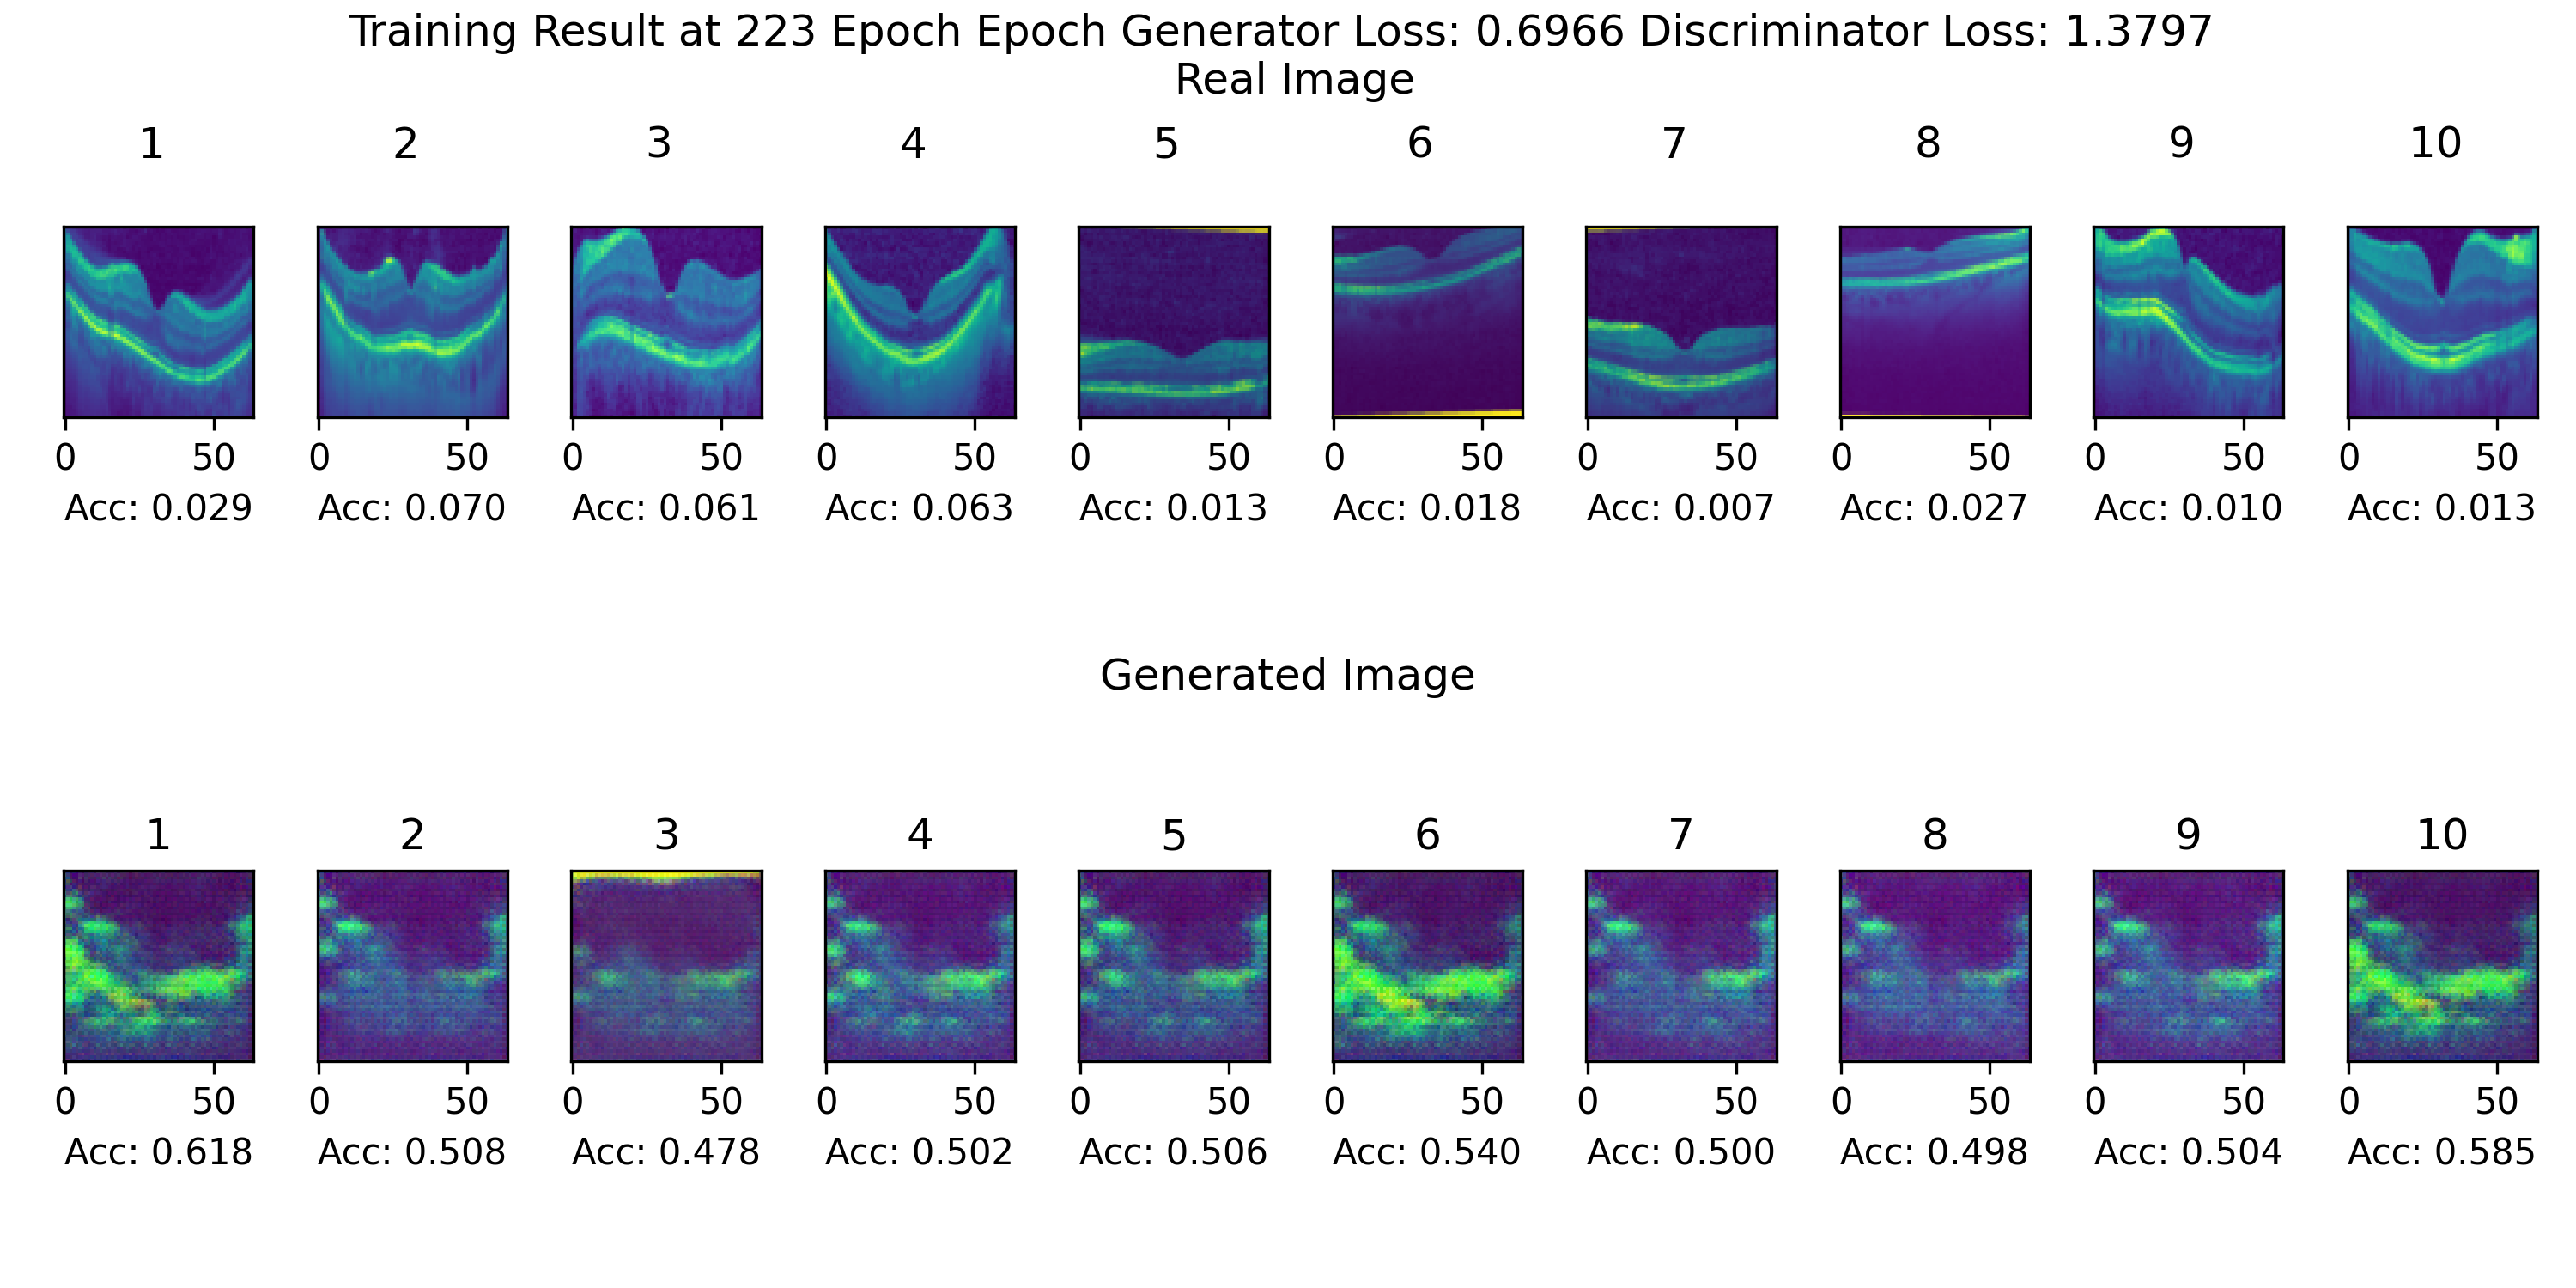 Training Result at 223 Epoch Epoch Generator Loss: 0.6966 Discriminator Loss: 1.3797
Real Image
1 2 3 4 5 6 7 8 9 10
0 50 0 50 0 50 0 50 0 50 0 50 0 50 0 50 0 50 0 50
Acc: 0.029 Acc: 0.070 Acc: 0.061 Acc: 0.063 Acc: 0.013 Acc: 0.018 Acc: 0.007 Acc: 0.027 Acc: 0.010 Acc: 0.013
Generated Image
1 2 3 4 5 6 7 8 9 10
0 50 0 50 0 50 0 50 0 50 0 50 0 50 0 50 0 50 0 50
Acc: 0.618 Acc: 0.508 Acc: 0.478 Acc: 0.502 Acc: 0.506 Acc: 0.540 Acc: 0.500 Acc: 0.498 Acc: 0.504 Acc: 0.585